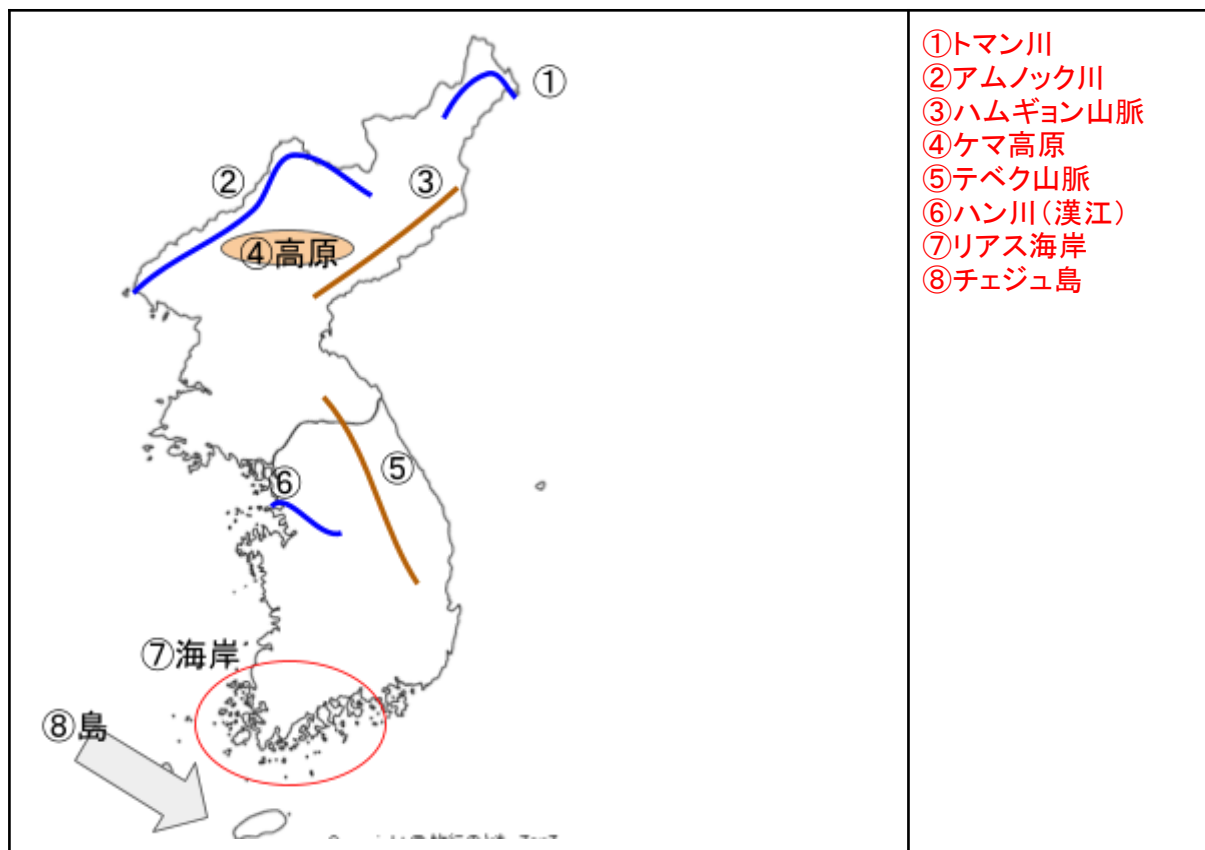 ①
②
③
④高原
⑤
⑥
⑦海岸
⑧島
①トマン川
②アムノック川
③ハムギョン山脈
④ケマ高原
⑤テベク山脈
⑥ハン川（漢江）
⑦リアス海岸
⑧チェジュ島